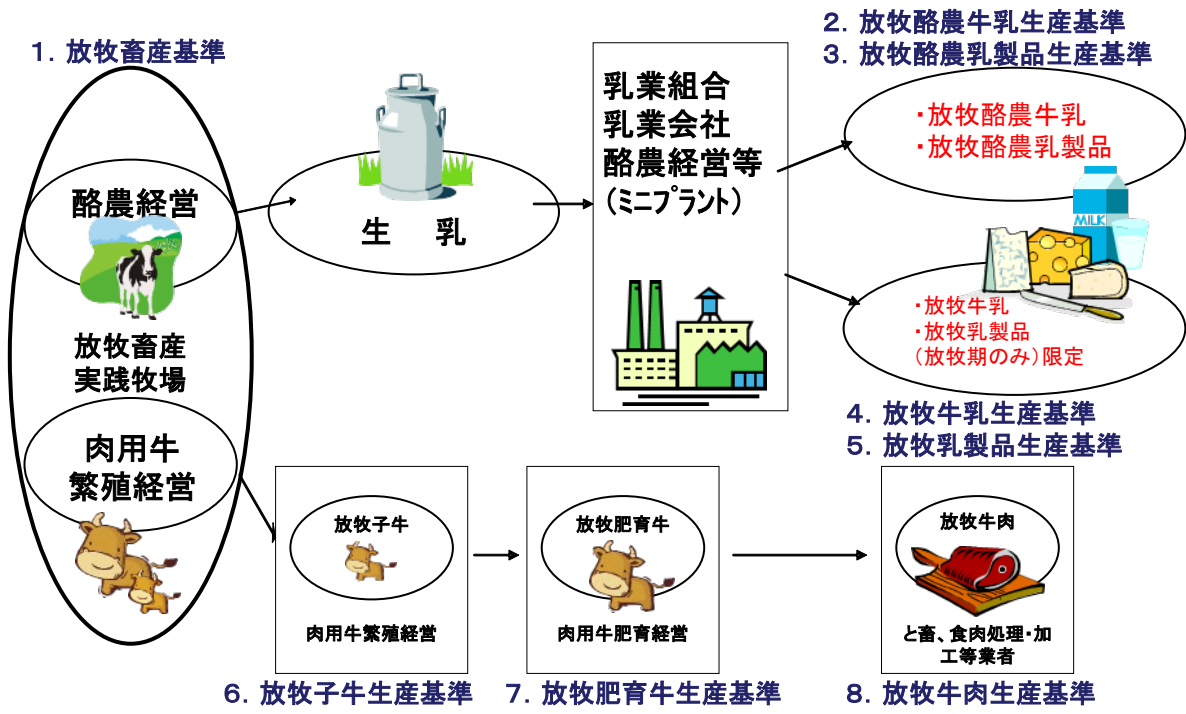 1．放牧畜産基準
酪農経営
放牧畜産
実践牧場
肉用牛
繁殖経営
生　乳
乳業組合
乳業会社
酪農経営等
（ミニプラント）
2．放牧酪農牛乳生産基準
3．放牧酪農乳製品生産基準
・放牧酪農牛乳
・放牧酪農乳製品
MILK
・放牧牛乳
・放牧乳製品
（放牧期のみ）限定
4．放牧牛乳生産基準
5．放牧乳製品生産基準
放牧子牛
肉用牛繁殖経営
6．放牧子牛生産基準
放牧肥育牛
肉用牛肥育経営
7．放牧肥育牛生産基準
放牧牛肉
と畜、食肉処理・加
工等業者
8．放牧牛肉生産基準